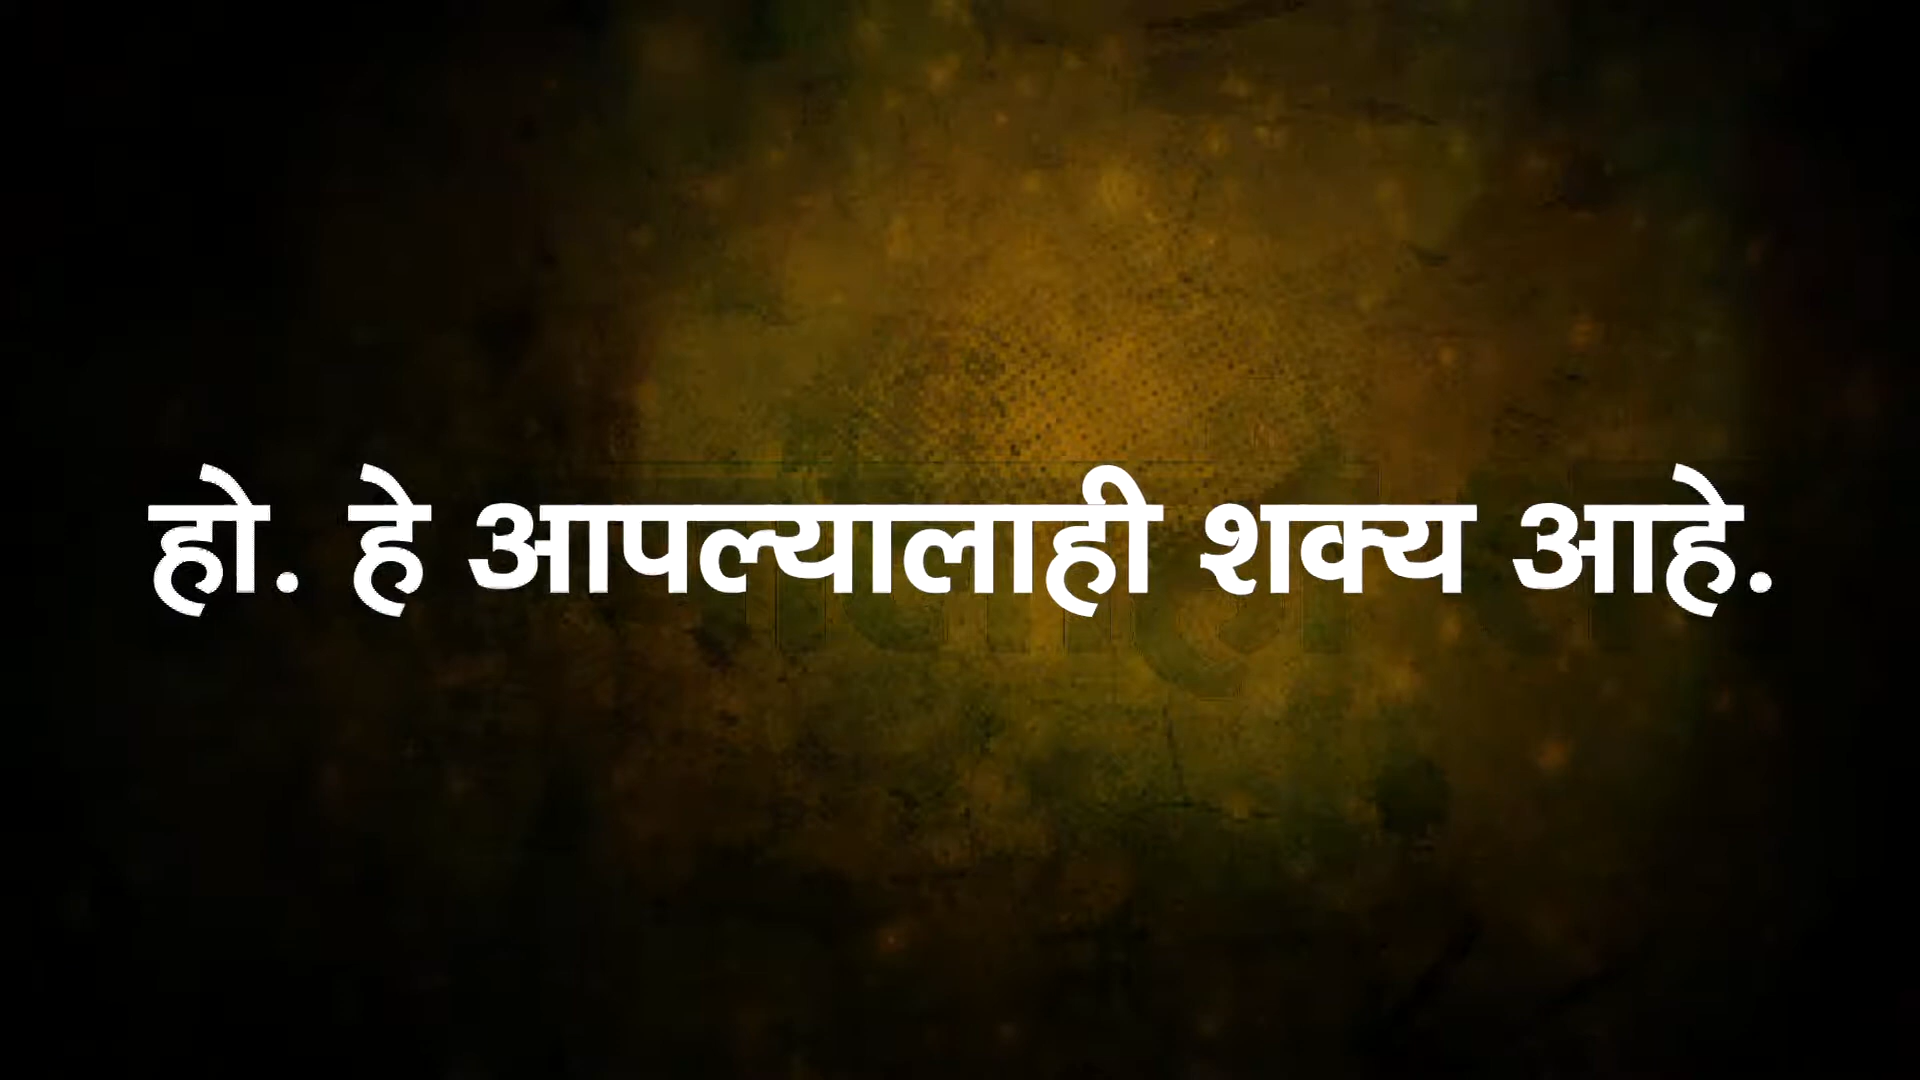 हो. हे आपल्यालाही शक्य आहे.